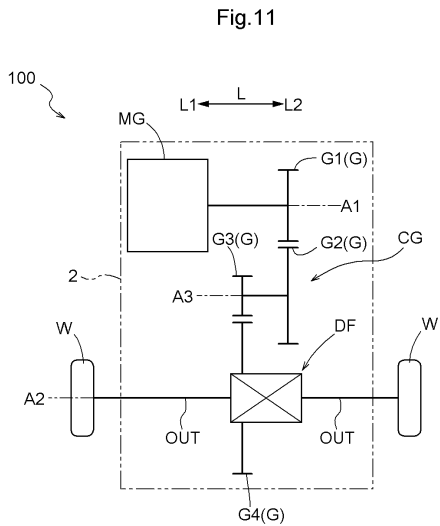 Fig.11
100
L
L1 L2
MG
G1(G)
A1
G3(G) G2(G) CG
2
A3
W DF W
A2
OUT OUT
G4(G)